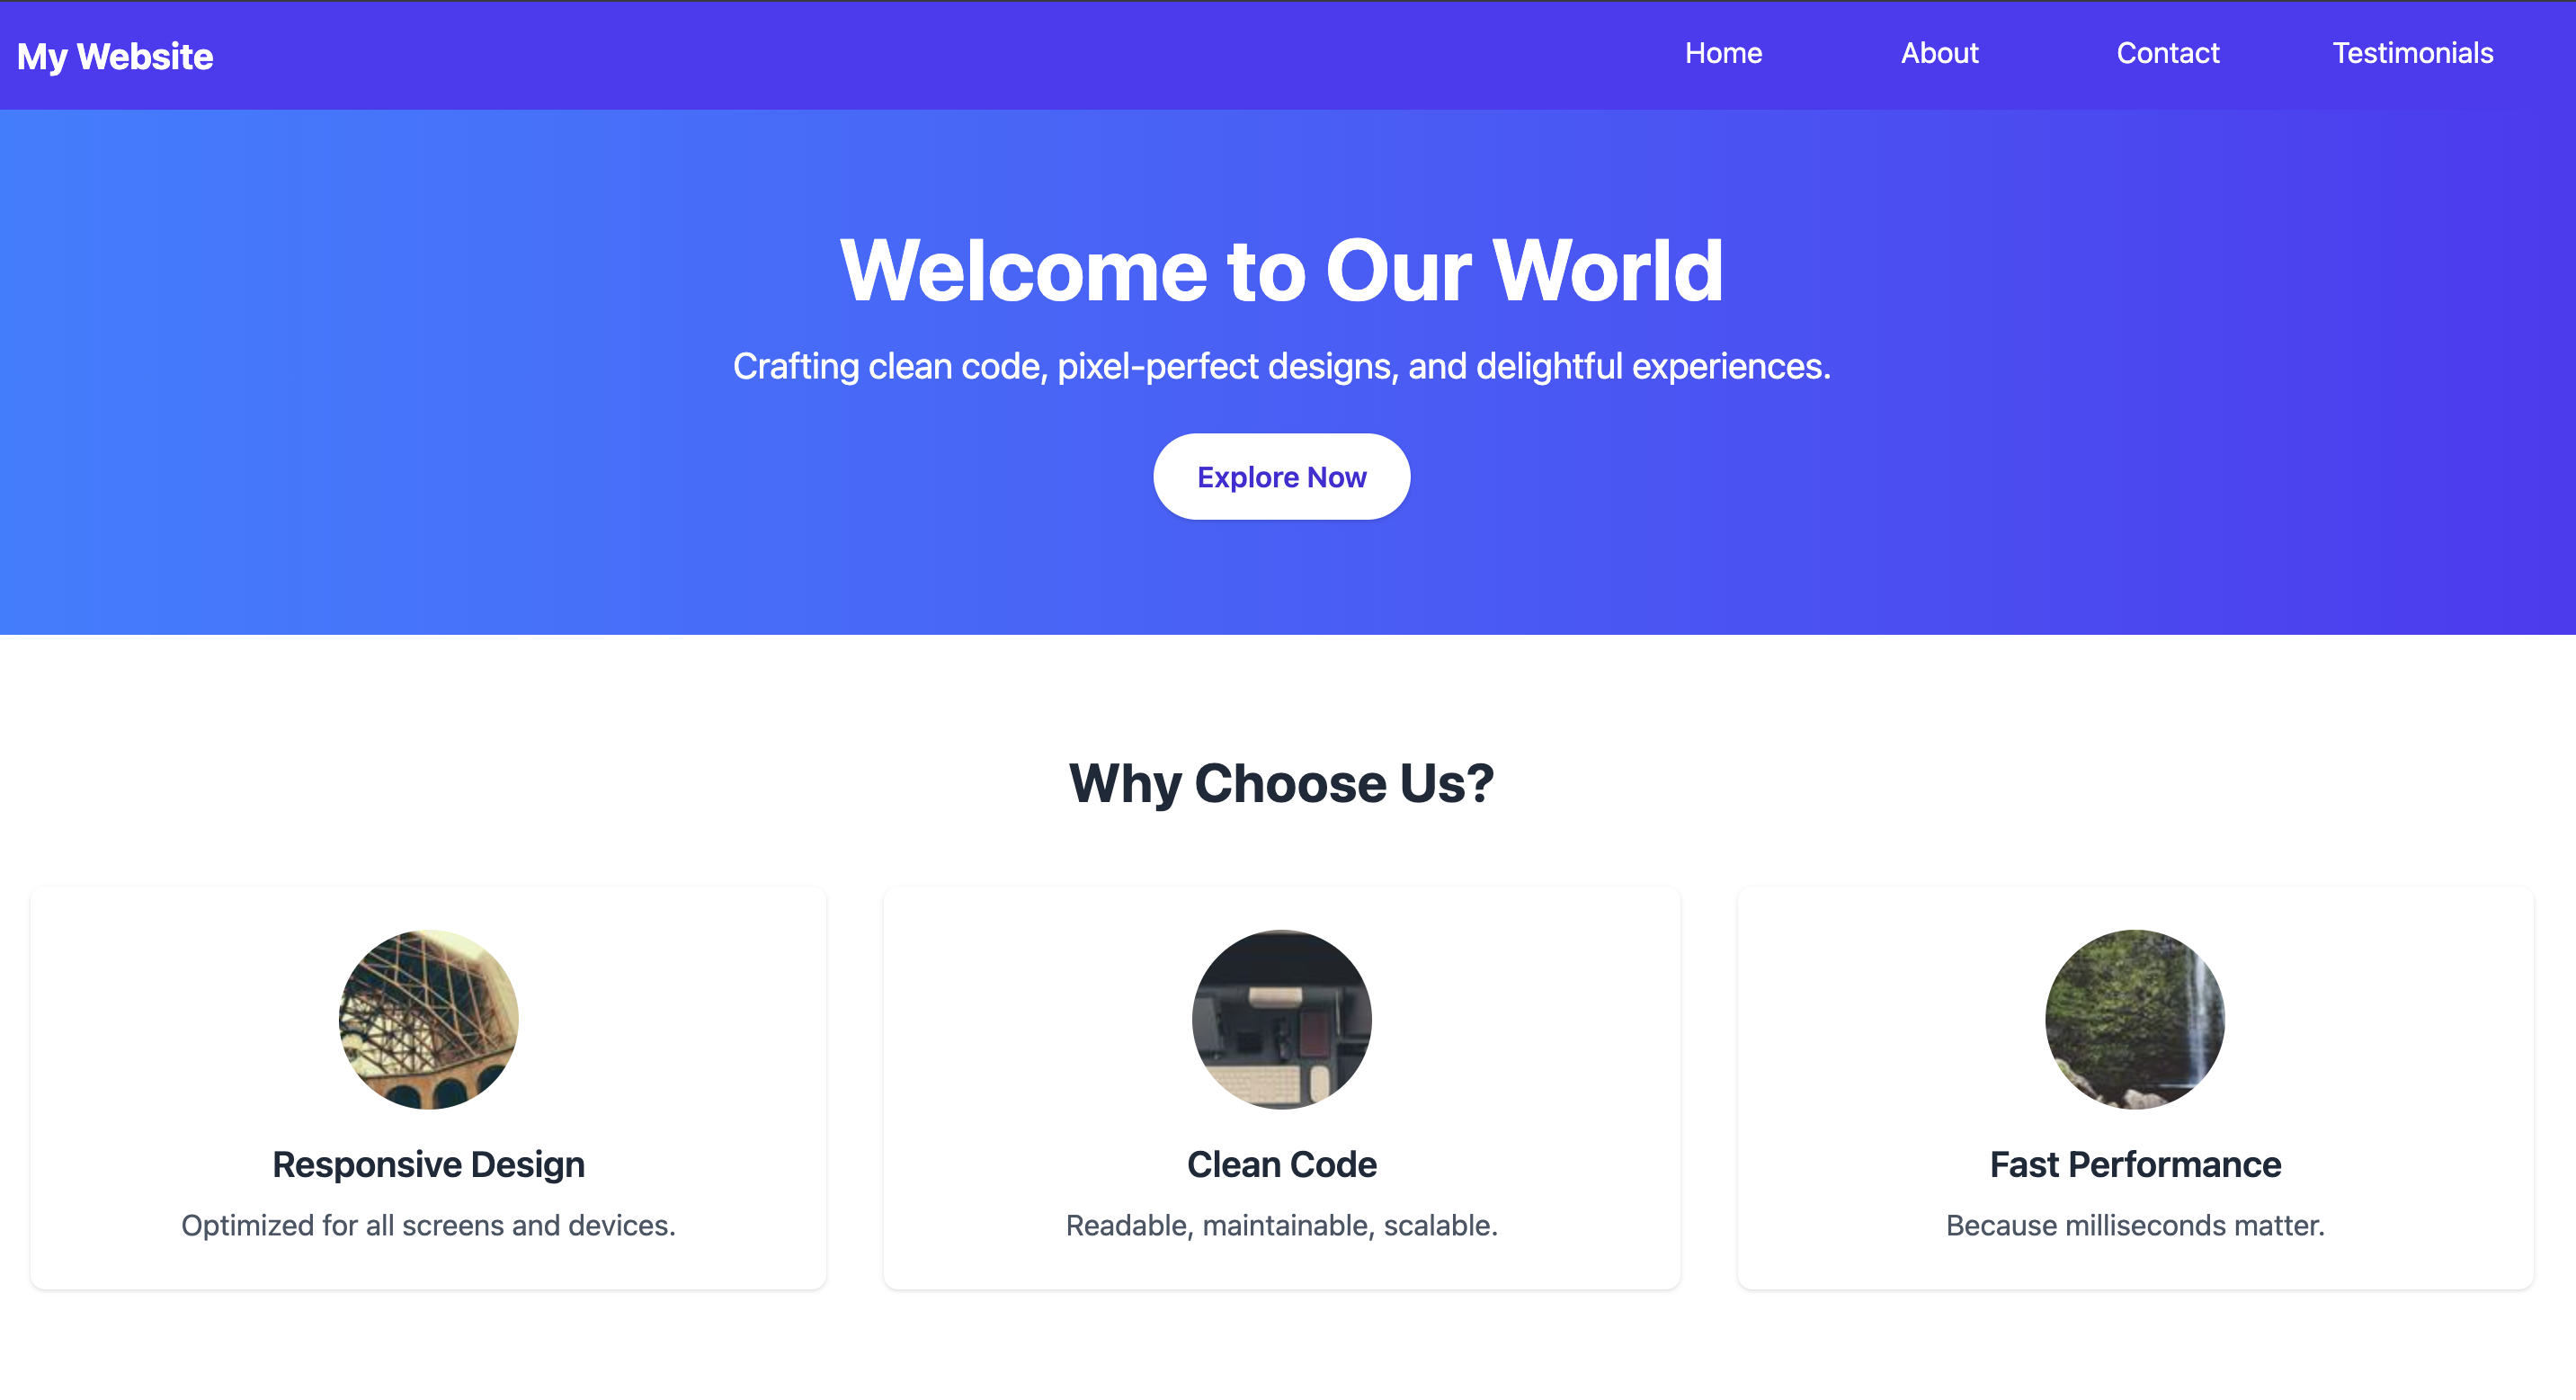 My Website
Home
About
Contact
Testimonials
Welcome to Our World
Crafting clean code, pixel-perfect designs, and delightful experiences.
Explore Now
Why Choose Us?
Responsive Design
Optimized for all screens and devices.
Clean Code
Readable, maintainable, scalable.
Fast Performance
Because milliseconds matter.